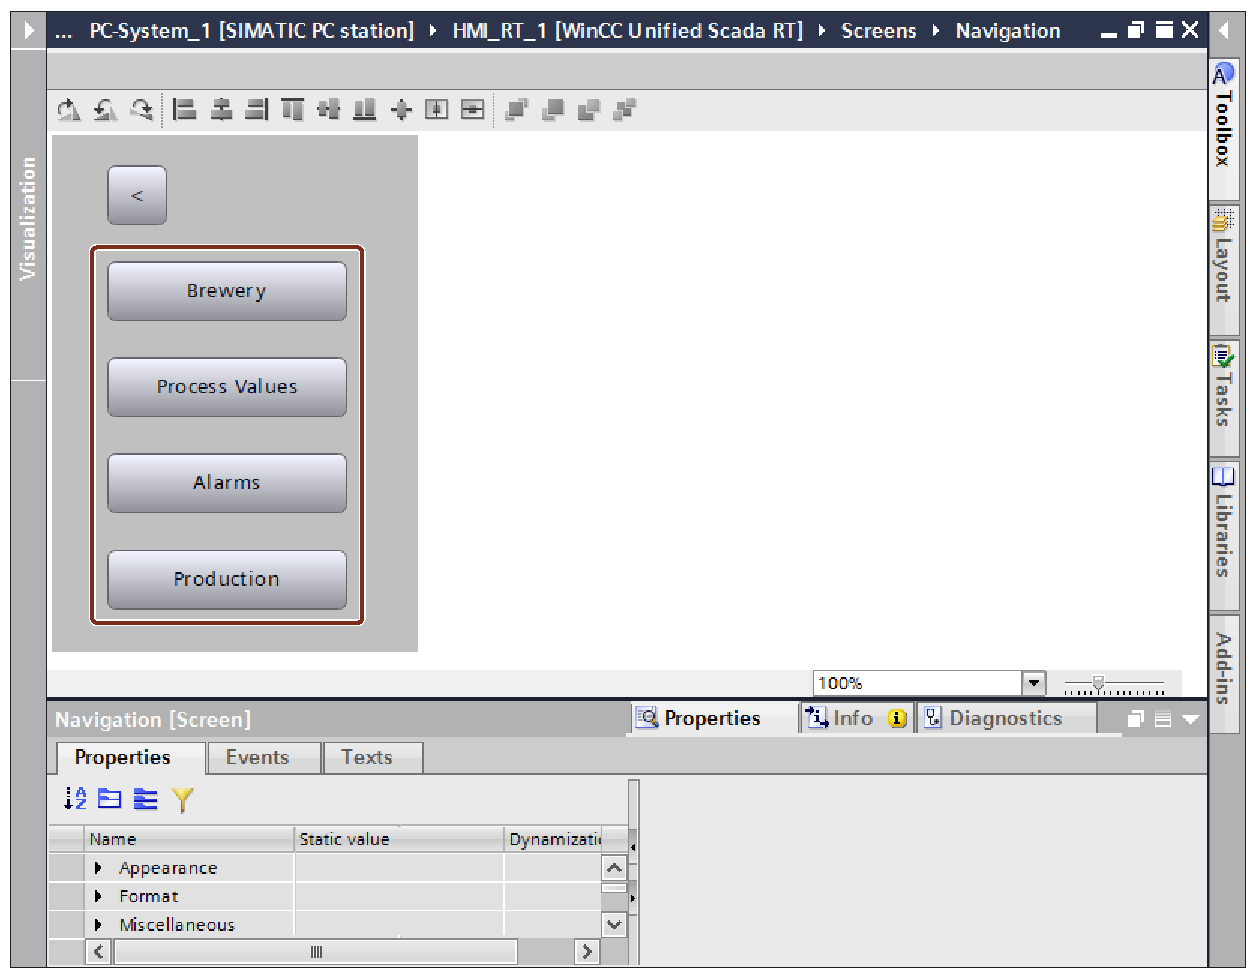 ... PC-System_1 [SIMATIC PC station] HMI_RT_1 [WinCC Unified Scada RT] Screens Navigation
Visualization
<
Brewery
Process Values
Alarms
Production
100%
Toolbox
Layout
Tasks
Libraries
Add-ins
Navigation [Screen]
Properties
Info
Diagnostics
Properties
Events
Texts
Name
Static value
Dynamizati
Appearance
Format
Miscellaneous